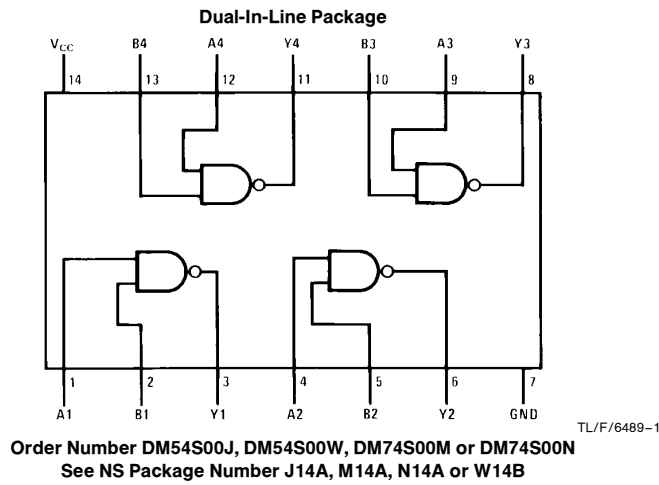 Dual-In-Line Package
VCC B4 A4 Y4 B3 A3 Y3
14 13 12 11 10 9 8
1 2 3 4 5 6 7
A1 B1 Y1 A2 B2 Y2 GND
TL/F/6489–1
Order Number DM54S00J, DM54S00W, DM74S00M or DM74S00N
See NS Package Number J14A, M14A, N14A or W14B